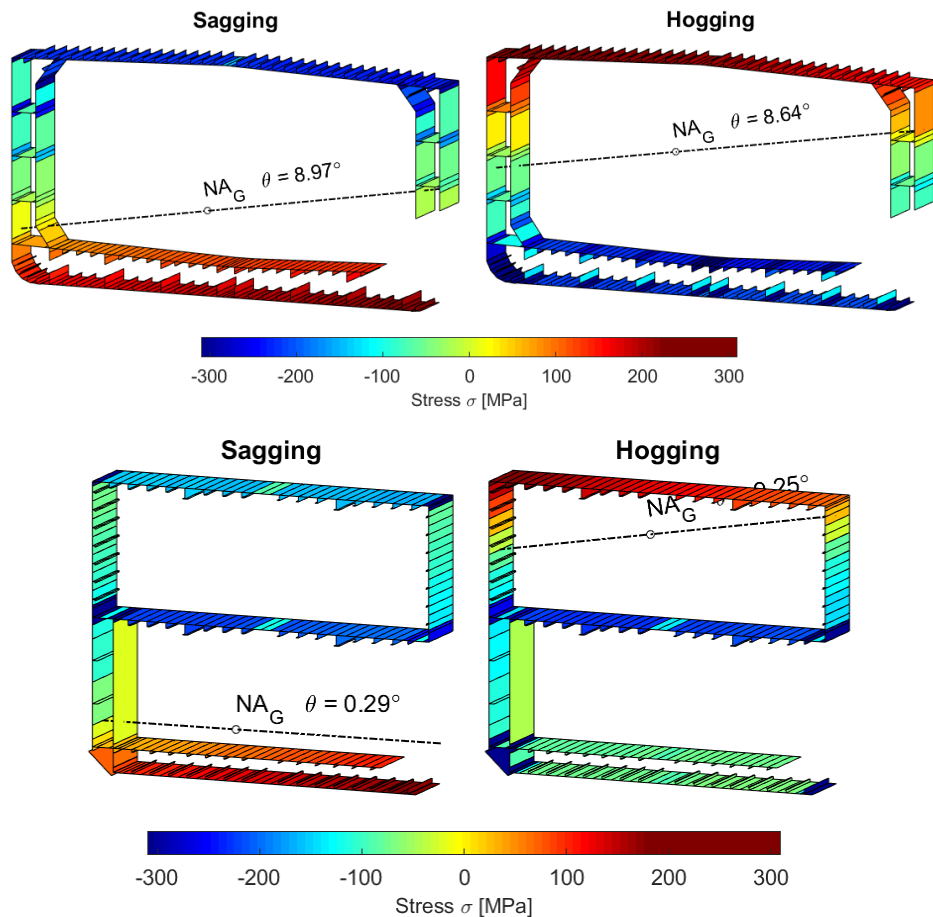 Sagging
Hogging
NA_G θ = 8.97°
NA_G θ = 8.64°
-300 -200 -100 0 100 200 300
Stress σ [MPa]
Sagging
Hogging
NA_G θ = 0.29°
NA_G
-300 -200 -100 0 100 200 300
Stress σ [MPa]